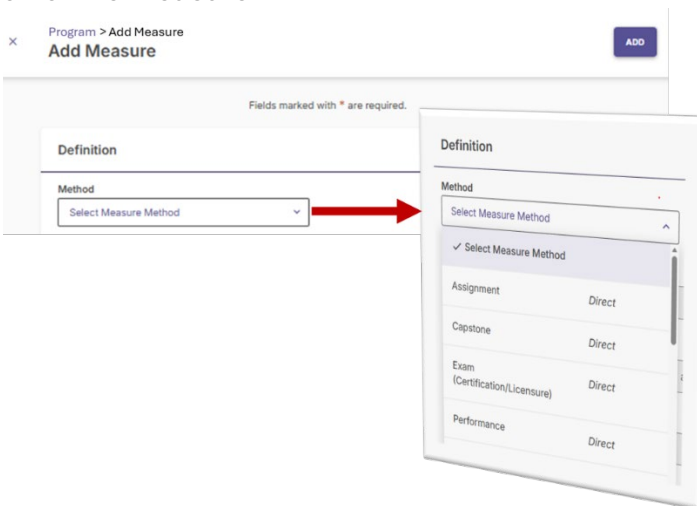 ×
Program > Add Measure
Add Measure
ADD
Fields marked with * are required.
Definition
Method
Select Measure Method
Definition
Method
Select Measure Method
✓ Select Measure Method
Assignment Direct
Capstone Direct
Exam
(Certification/Licensure) Direct
Performance Direct